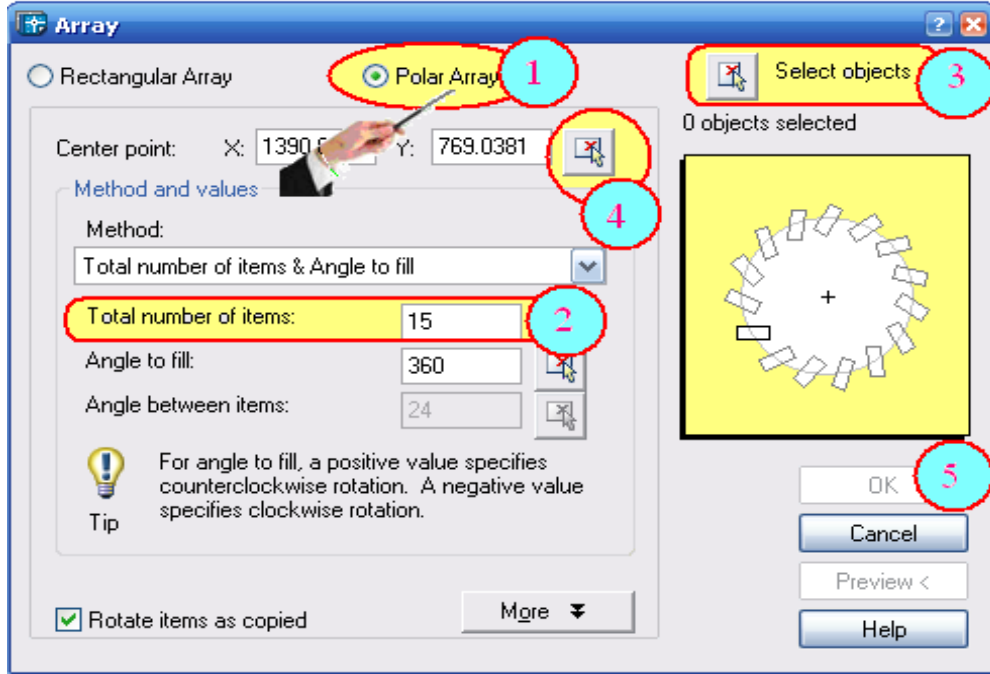 Array
Rectangular Array
Polar Array
1
Select objects
3
0 objects selected
Center point: X: 1390 Y: 769.0381
4
Method and values
Method:
Total number of items & Angle to fill
Total number of items: 15
2
Angle to fill: 360
Angle between items: 24
For angle to fill, a positive value specifies
counterclockwise rotation. A negative value
specifies clockwise rotation.
Tip
Rotate items as copied
More
OK
5
Cancel
Preview <
Help